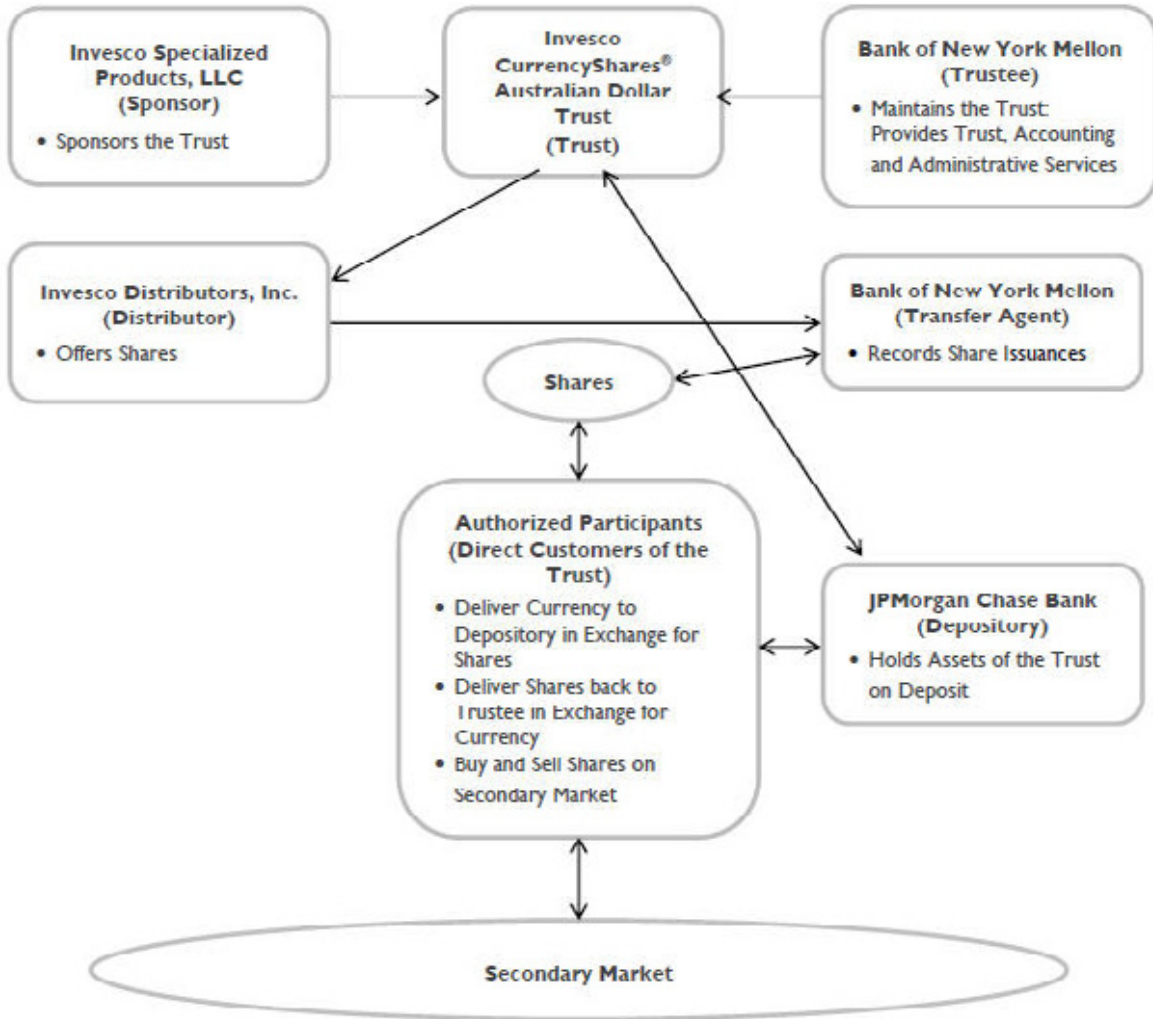 Invesco Specialized
Products, LLC
(Sponsor)
• Sponsors the Trust
Invesco
CurrencyShares®
Australian Dollar
Trust
(Trust)
Bank of New York Mellon
(Trustee)
• Maintains the Trust:
Provides Trust, Accounting
and Administrative Services
Invesco Distributors, Inc.
(Distributor)
• Offers Shares
Bank of New York Mellon
(Transfer Agent)
• Records Share Issuances
Shares
Authorized Participants
(Direct Customers of the
Trust)
• Deliver Currency to
Depository in Exchange for
Shares
• Deliver Shares back to
Trustee in Exchange for
Currency
• Buy and Sell Shares on
Secondary Market
JPMorgan Chase Bank
(Depository)
• Holds Assets of the Trust
on Deposit
Secondary Market